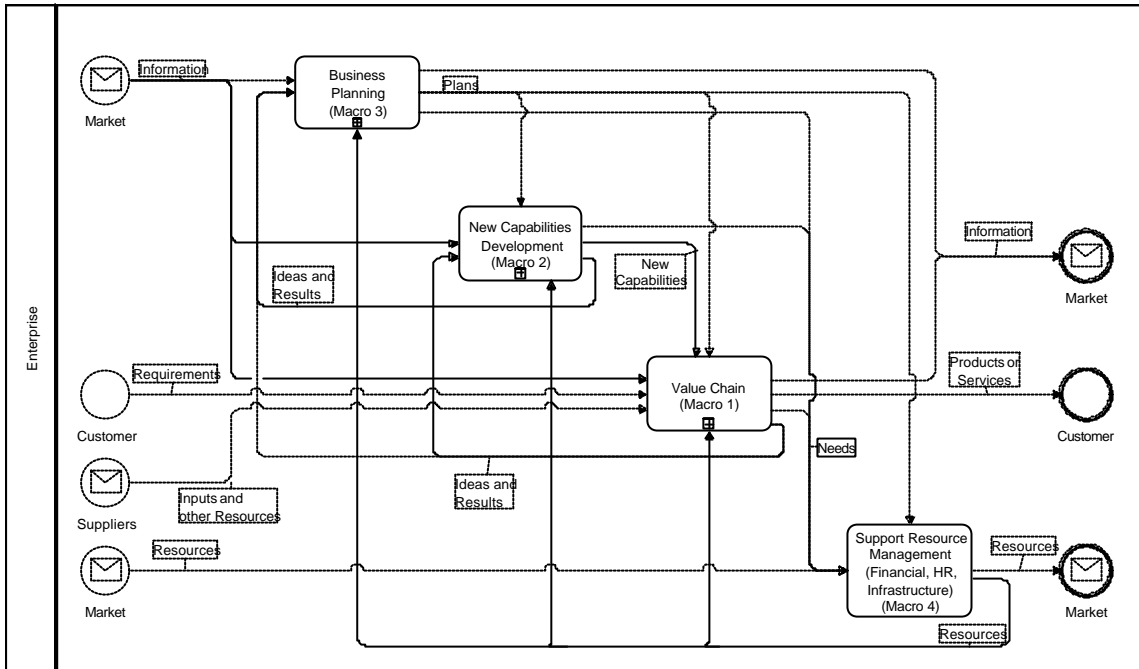 Enterprise
Information
Market
Business
Planning
(Macro 3)
Plans
New Capabilities
Development
(Macro 2)
Ideas and
Results
New
Capabilities
Information
Market
Requirements
Customer
Value Chain
(Macro 1)
Products or
Services
Customer
Suppliers
Inputs and
other Resources
Ideas and
Results
Needs
Resources
Market
Support Resource
Management
(Financial, HR,
Infrastructure)
(Macro 4)
Resources
Market
Resources